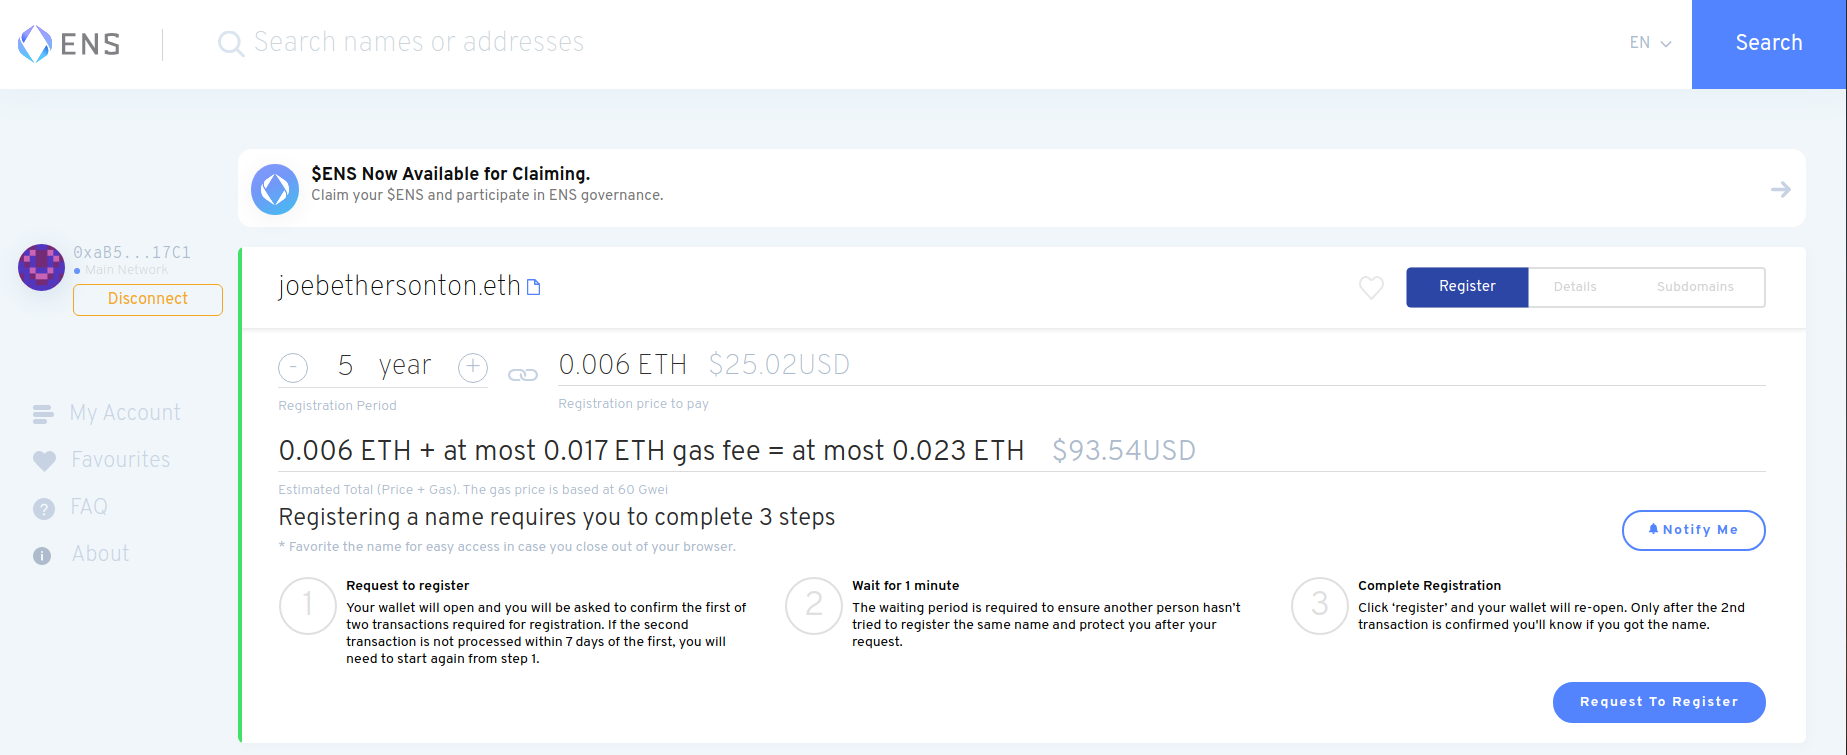 ENS
Search names or addresses
EN
Search
$ENS Now Available for Claiming.
Claim your $ENS and participate in ENS governance.
0xaB5...17C1
Main Network
Disconnect
My Account
Favourites
FAQ
About
joebethersonton.eth
Register
Details
Subdomains
- 5 year +
0.006 ETH $25.02USD
Registration Period
Registration price to pay
0.006 ETH + at most 0.017 ETH gas fee = at most 0.023 ETH $93.54USD
Estimated Total (Price + Gas). The gas price is based at 60 Gwei
Registering a name requires you to complete 3 steps
* Favorite the name for easy access in case you close out of your browser.
Notify Me
1
Request to register
Your wallet will open and you will be asked to confirm the first of
two transactions required for registration. If the second
transaction is not processed within 7 days of the first, you will
need to start again from step 1.
2
Wait for 1 minute
The waiting period is required to ensure another person hasn't
tried to register the same name and protect you after your
request.
3
Complete Registration
Click ‘register’ and your wallet will re-open. Only after the 2nd
transaction is confirmed you'll know if you got the name.
Request To Register